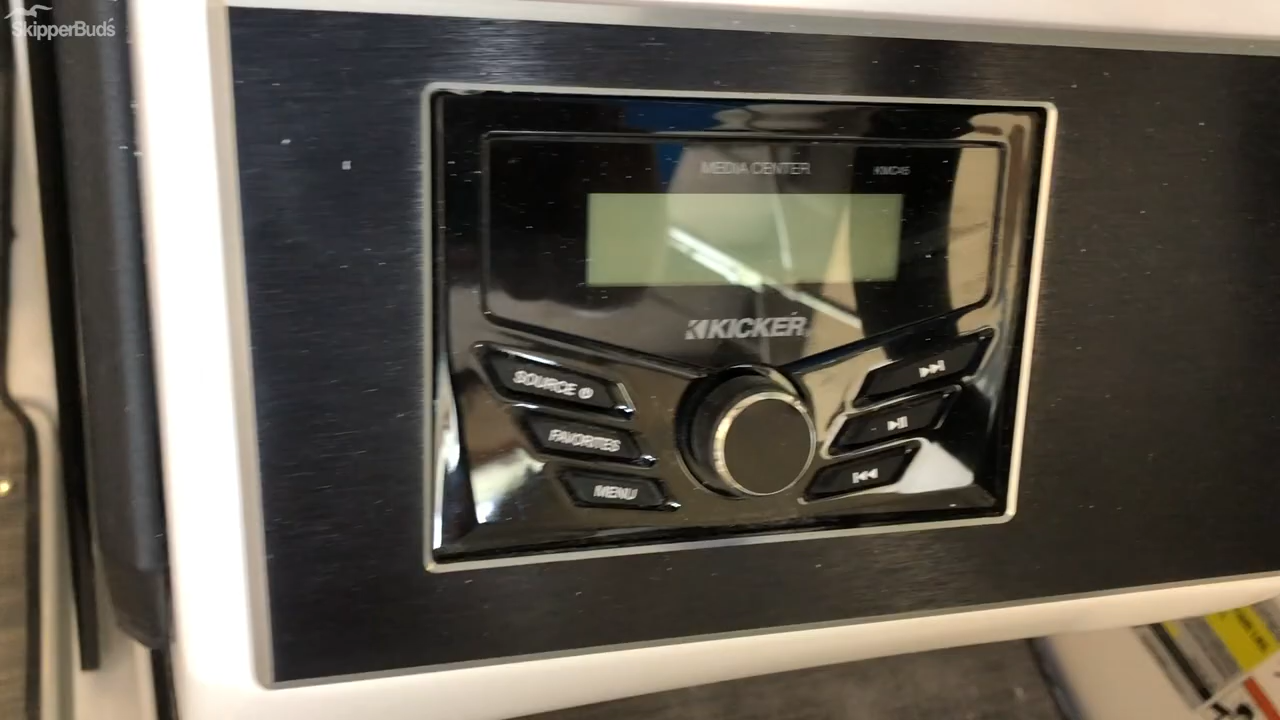 SkipperBuds
MEDIA CENTER KMC45
KICKER
SOURCE
FAVORITES
MENU